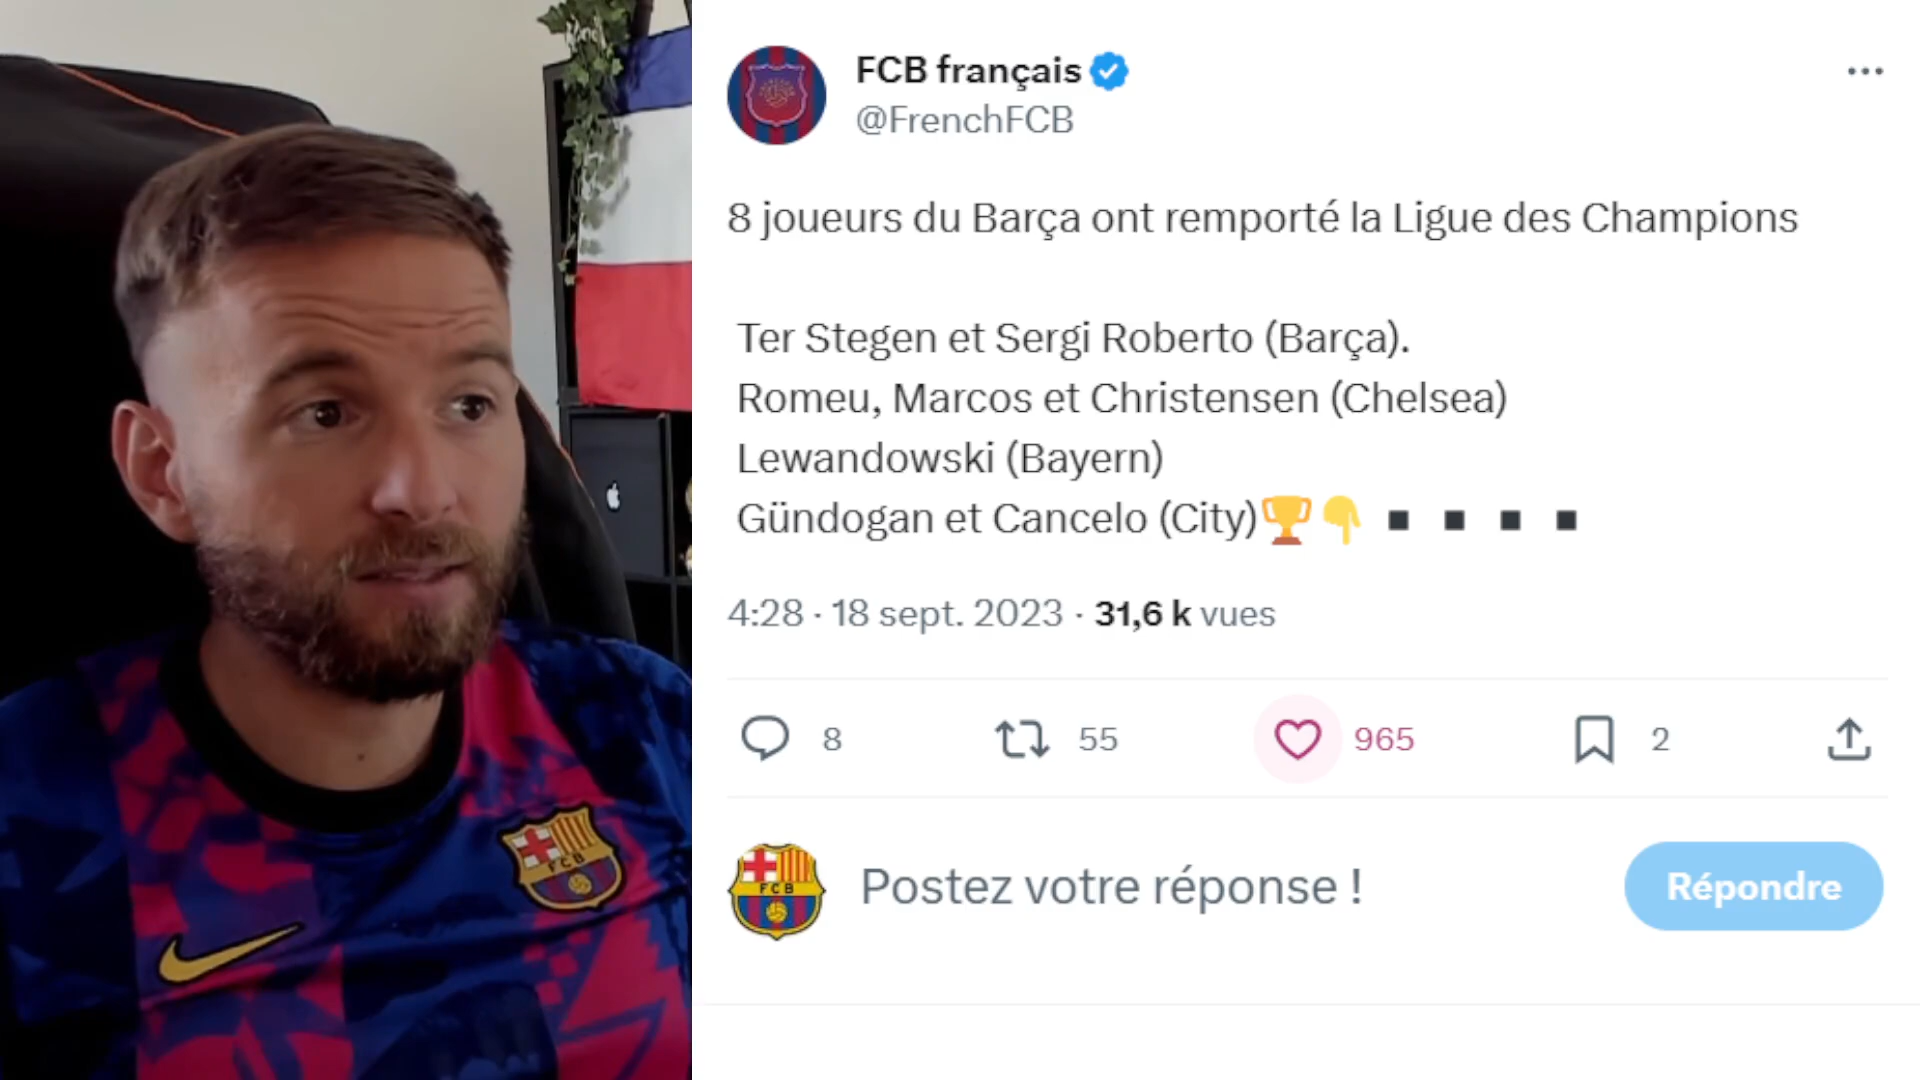 FCB français
@FrenchFCB
8 joueurs du Barça ont remporté la Ligue des Champions
Ter Stegen et Sergi Roberto (Barça).
Romeu, Marcos et Christensen (Chelsea)
Lewandowski (Bayern)
Gündogan et Cancelo (City)🏆👇▪▪▪▪
4:28 · 18 sept. 2023 · 31,6 k vues
8 55 965 2
FCB
Postez votre réponse !
Répondre
FCB